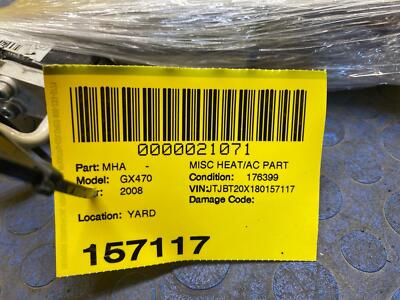 0000021071
Part: MHA - MISC HEAT/AC PART
Model: GX470 Condition: 176399
2008 VIN:JTJBT20X180157117
Damage Code:
Location: YARD
157117